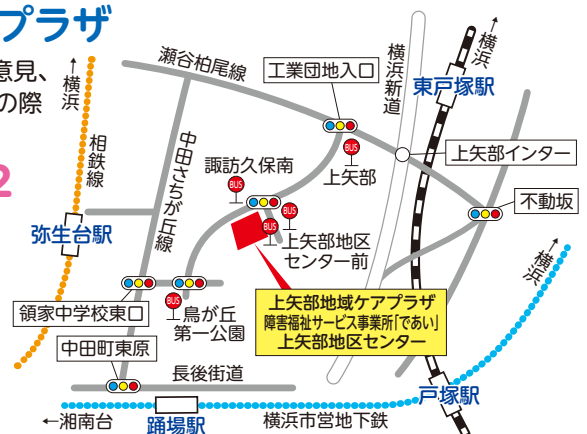 プラザ
意見、
の際
2
←横浜
相鉄線
弥生台駅
瀬谷柏尾線
中田さちが丘線
工業団地入口
横浜新道
横浜→
東戸塚駅
上矢部インター
不動坂
BUS
上矢部
諏訪久保南
BUS
BUS
BUS
上矢部地区
センター前
領家中学校東口
BUS
鳥が丘
第一公園
上矢部地域ケアプラザ
障害福祉サービス事業所「であい」
上矢部地区センター
横浜→
中田町東原
長後街道
戸塚駅
←湘南台
踊場駅
横浜市営地下鉄